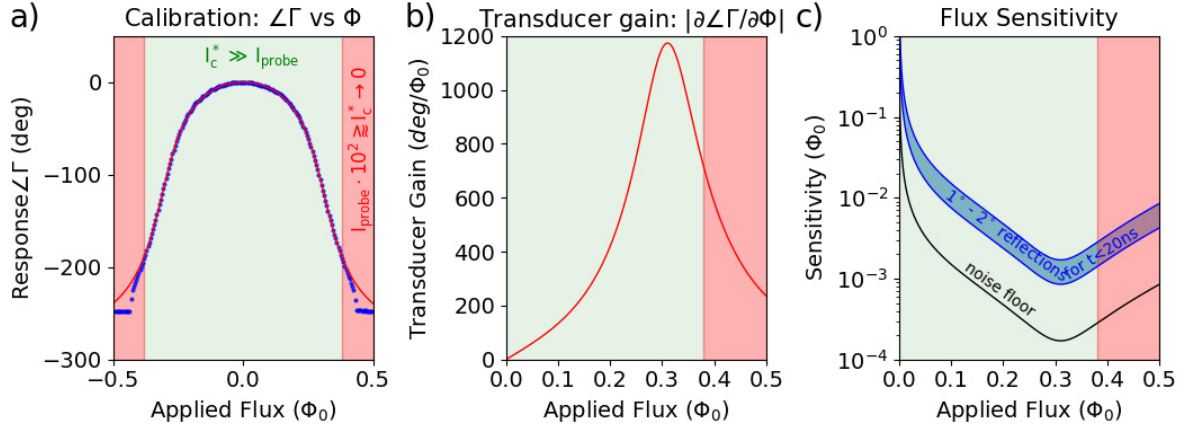 a) Calibration: ∠Γ vs Φ
I*c ≫ Iprobe
Iprobe · 10² ⪆ I*c → 0
Response∠Γ (deg)
0
−100
−200
−300
−0.5 0.0 0.5
Applied Flux (Φ0)
b) Transducer gain: |∂∠Γ/∂Φ|
Transducer Gain (deg/Φ0)
1200
1000
800
600
400
200
0
0.0 0.1 0.2 0.3 0.4 0.5
Applied Flux (Φ0)
c) Flux Sensitivity
Sensitivity (Φ0)
10⁰
10⁻¹
10⁻²
10⁻³
10⁻⁴
1° - 2° reflections for t<20ns
noise floor
0.0 0.1 0.2 0.3 0.4 0.5
Applied Flux (Φ0)